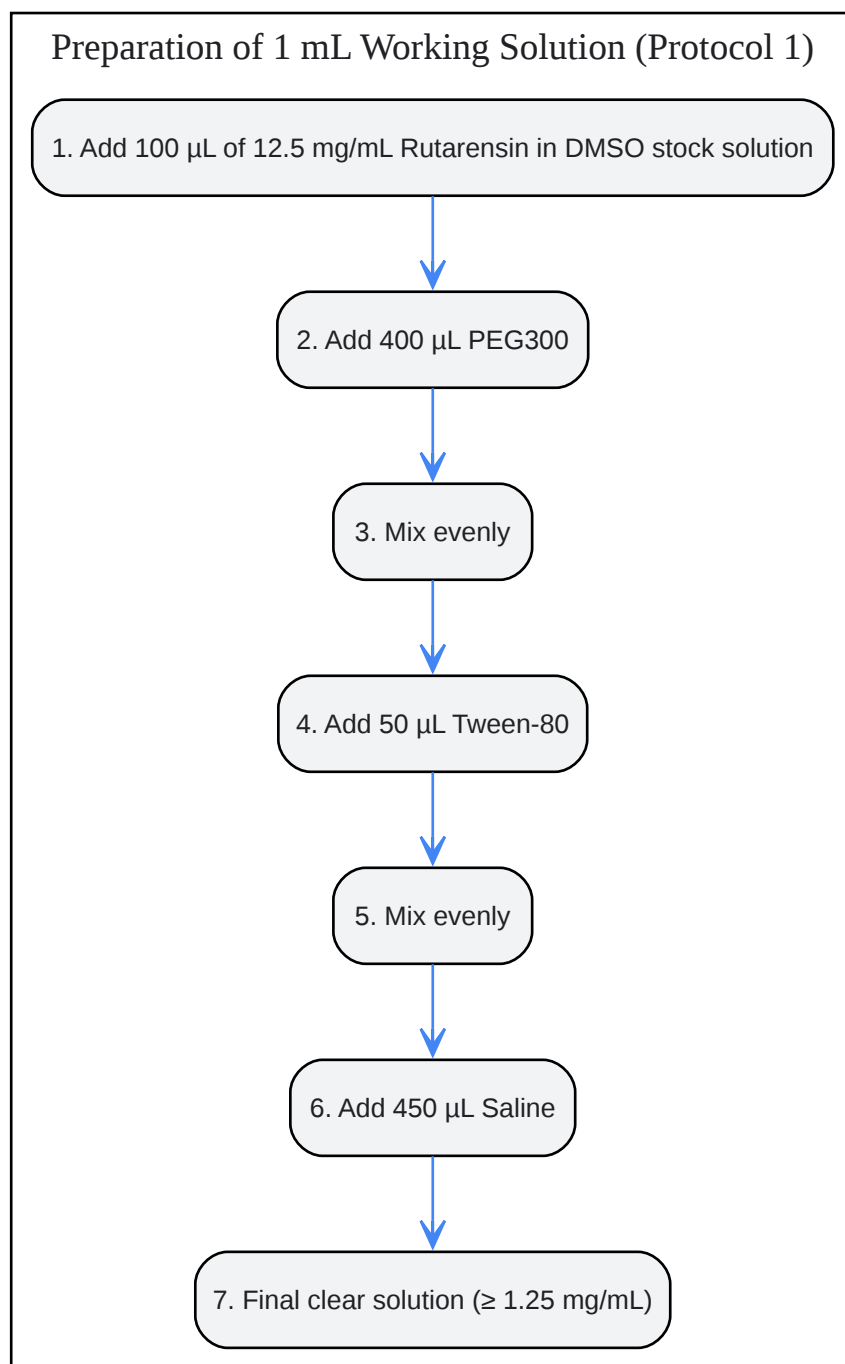 Preparation of 1 mL Working Solution (Protocol 1)
1. Add 100 µL of 12.5 mg/mL Rutarensin in DMSO stock solution
2. Add 400 µL PEG300
3. Mix evenly
4. Add 50 µL Tween-80
5. Mix evenly
6. Add 450 µL Saline
7. Final clear solution (≥ 1.25 mg/mL)